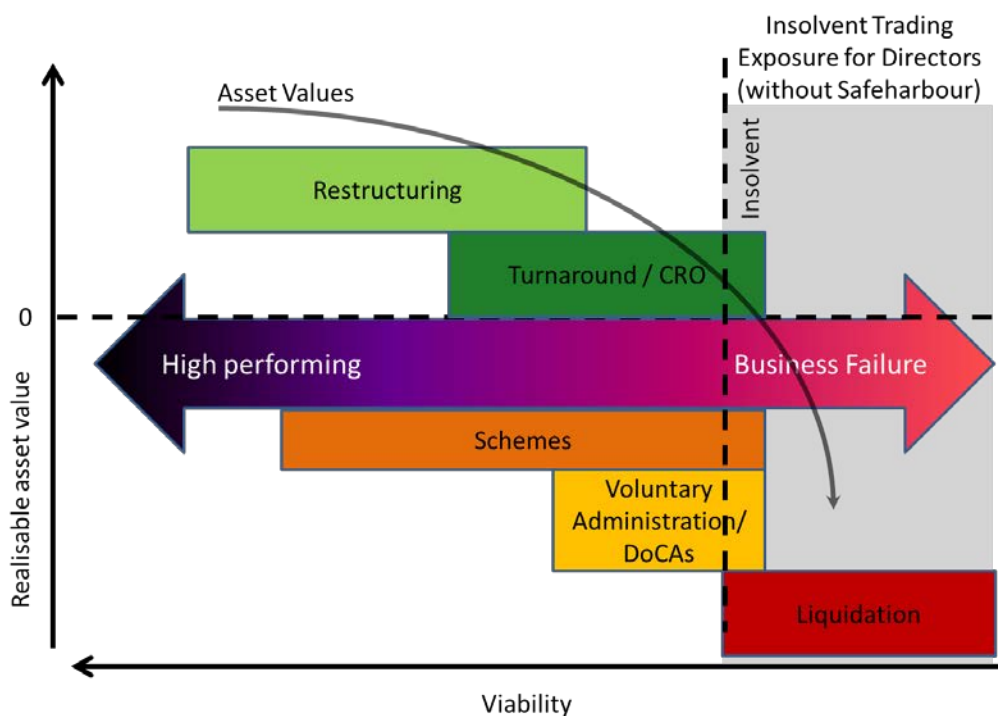 Insolvent Trading
Exposure for Directors
(without Safeharbour)
Asset Values
Insolvent
Restructuring
Turnaround / CRO
0
High performing
Business Failure
Schemes
Voluntary
Administration/
DoCAs
Liquidation
Realisable asset value
Viability